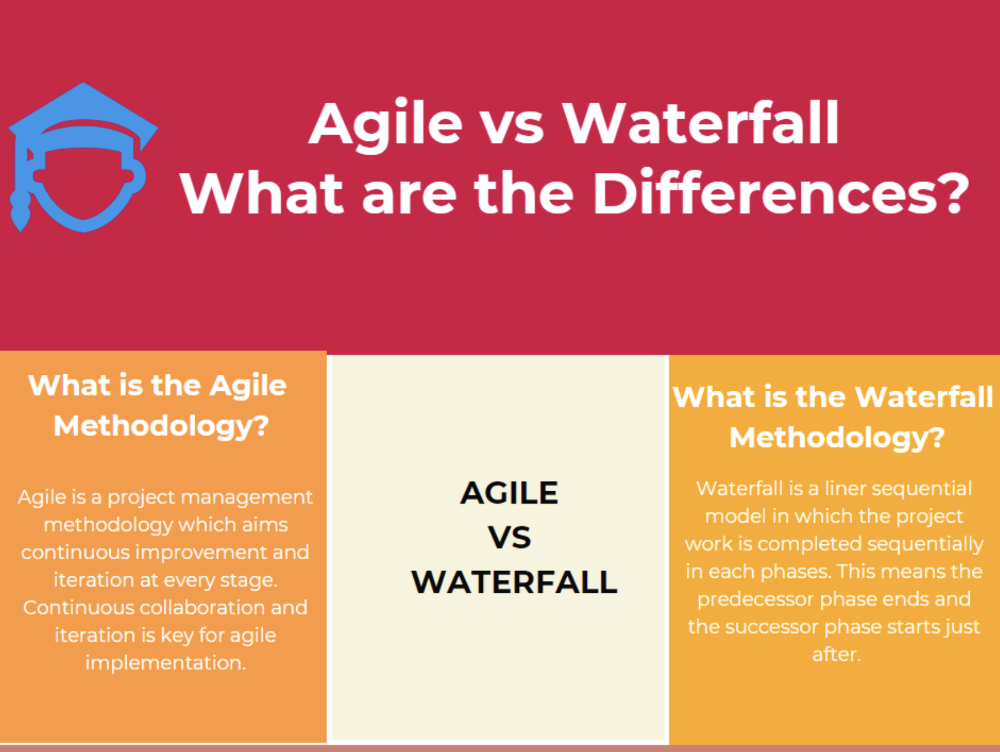 Agile vs Waterfall
What are the Differences?
What is the Agile
Methodology?
Agile is a project management
methodology which aims
continuous improvement and
iteration at every stage.
Continuous collaboration and
iteration is key for agile
implementation.
AGILE
VS
WATERFALL
What is the Waterfall
Methodology?
Waterfall is a liner sequential
model in which the project
work is completed sequentially
in each phases. This means the
predecessor phase ends and
the successor phase starts just
after.